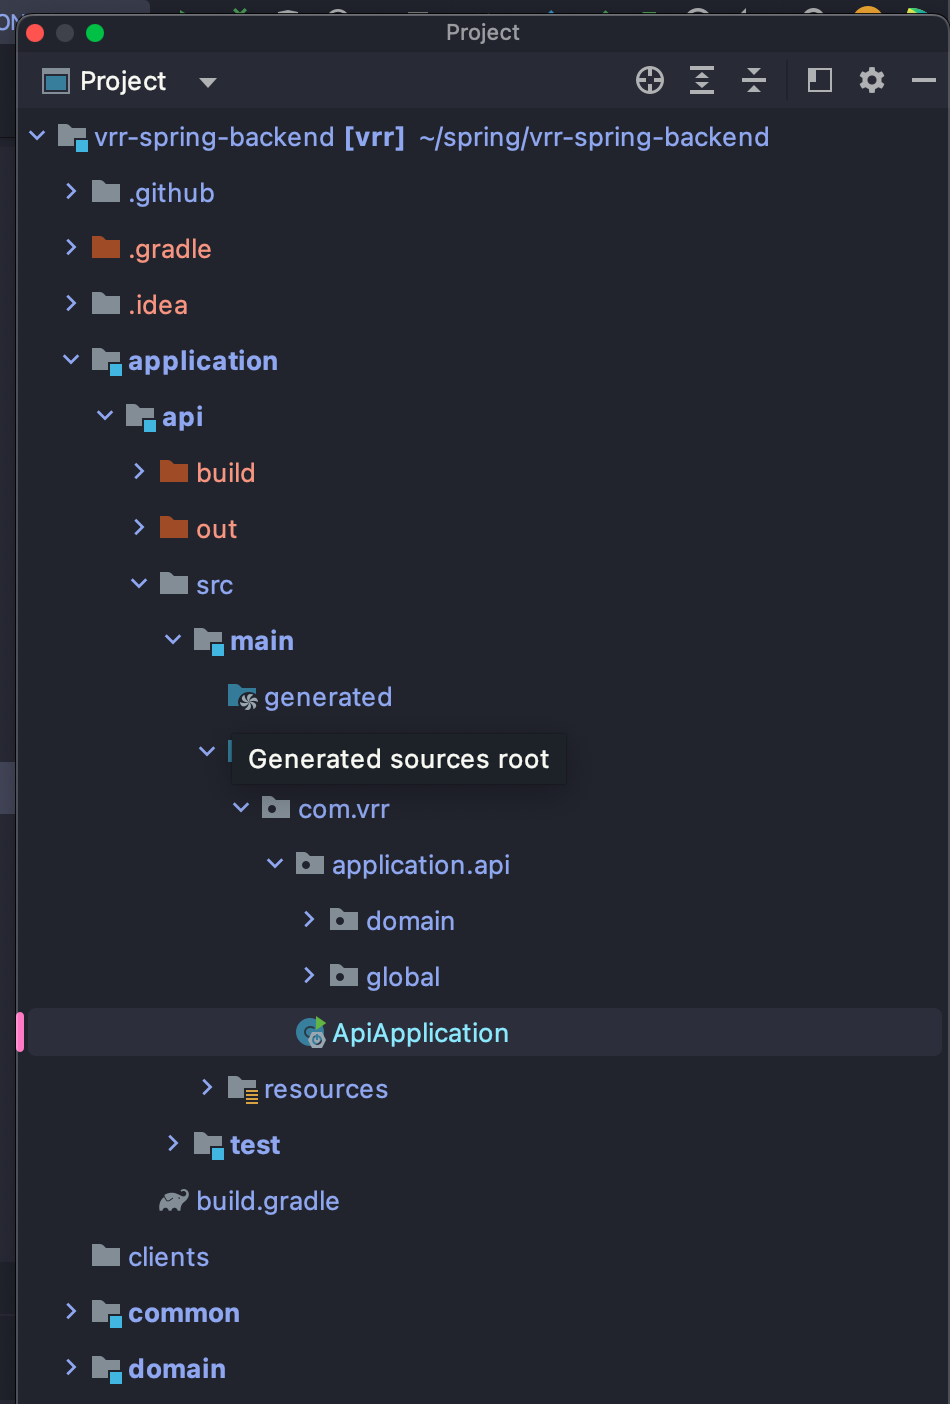 Project
Project
vrr-spring-backend [vrr] ~/spring/vrr-spring-backend
.github
.gradle
.idea
application
api
build
out
src
main
generated
Generated sources root
com.vrr
application.api
domain
global
ApiApplication
resources
test
build.gradle
clients
common
domain